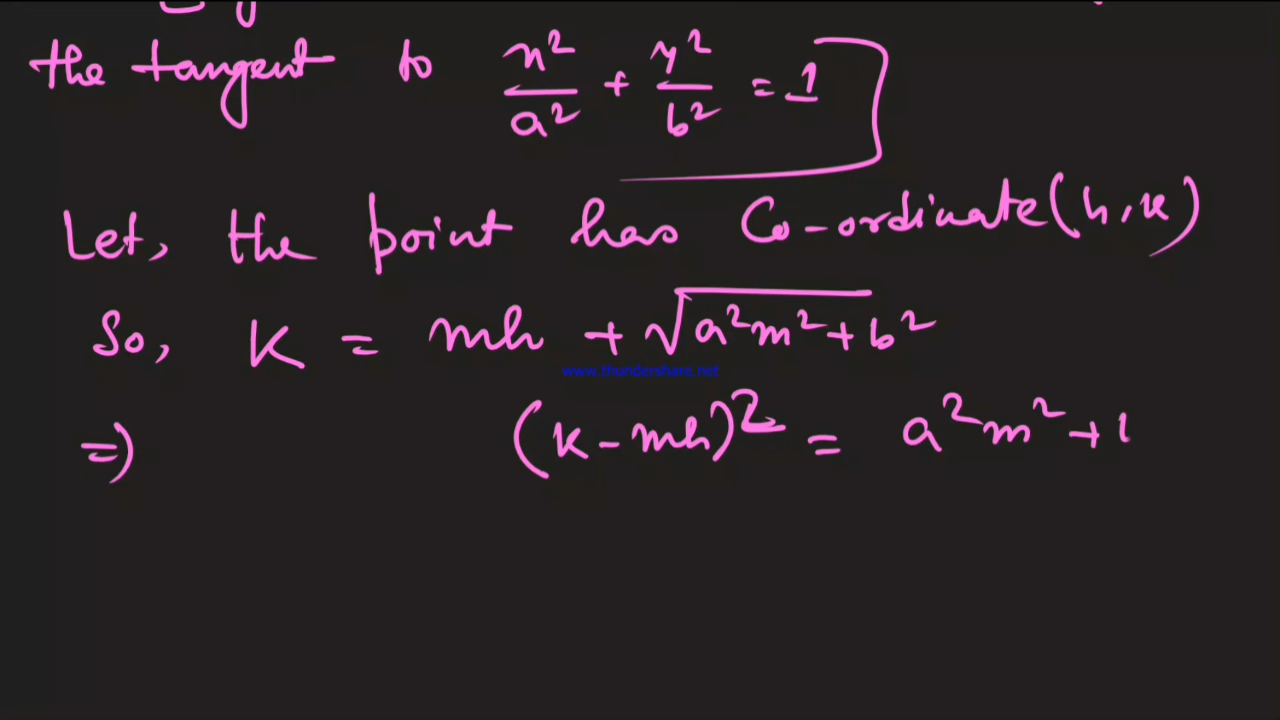 the tangent to x²/a² + y²/b² = 1
Let, the point has Co-ordinate (h, k)
So, K = mh + √a²m² + b²
www.thundershare.net
=) (k - mh)² = a²m² +